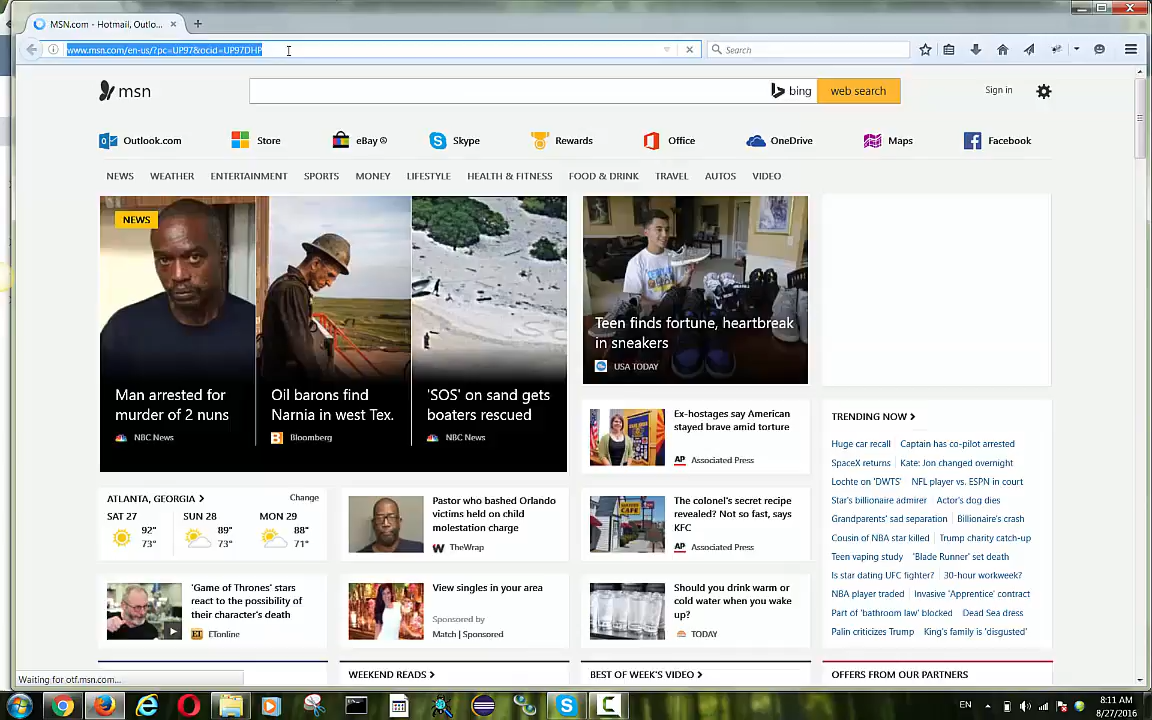 MSN.com - Hotmail, Outlo...
www.msn.com/en-us/?pc=UP97&ocid=UP97DHP
Search
msn
bing
web search
Sign in
Outlook.com
Store
eBay ®
Skype
Rewards
Office
OneDrive
Maps
Facebook
NEWS
WEATHER
ENTERTAINMENT
SPORTS
MONEY
LIFESTYLE
HEALTH & FITNESS
FOOD & DRINK
TRAVEL
AUTOS
VIDEO
NEWS
Man arrested for
murder of 2 nuns
NBC News
Oil barons find
Narnia in west Tex.
Bloomberg
'SOS' on sand gets
boaters rescued
NBC News
Teen finds fortune, heartbreak
in sneakers
USA TODAY
Ex-hostages say American
stayed brave amid torture
AP Associated Press
TRENDING NOW
Huge car recall Captain has co-pilot arrested
SpaceX returns Kate: Jon changed overnight
Lochte on 'DWTS' NFL player vs. ESPN in court
Star's billionaire admirer Actor's dog dies
Grandparents' sad separation Billionaire's crash
Cousin of NBA star killed Trump charity catch-up
Teen vaping study 'Blade Runner' set death
Is star dating UFC fighter? 30-hour workweek?
NBA player traded Invasive 'Apprentice' contract
Part of 'bathroom law' blocked Dead Sea dress
Palin criticizes Trump King's family is 'disgusted'
ATLANTA, GEORGIA
Change
SAT 27 SUN 28 MON 29
92° 89° 88°
73° 73° 71°
Pastor who bashed Orlando
victims held on child
molestation charge
TheWrap
The colonel's secret recipe
revealed? Not so fast, says
KFC
AP Associated Press
'Game of Thrones' stars
react to the possibility of
their character's death
ET ETonline
View singles in your area
Sponsored by
Match | Sponsored
Should you drink warm or
cold water when you wake
up?
TODAY
WEEKEND READS
BEST OF WEEK'S VIDEO
OFFERS FROM OUR PARTNERS
Waiting for otf.msn.com...
EN
8:11 AM
8/27/2016